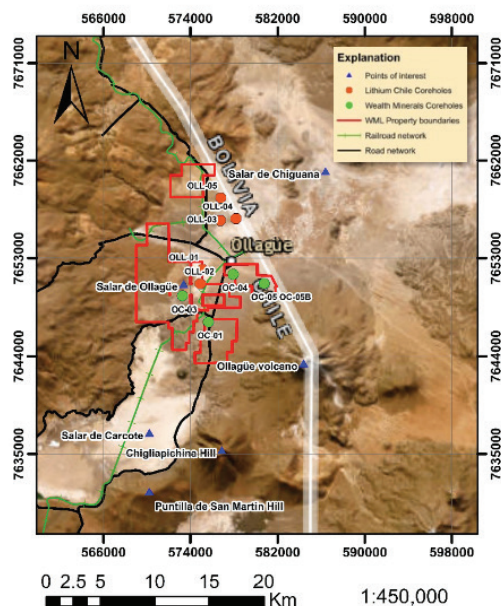 566000 574000 582000 590000 598000
N
Explanation
Points of interest
Lithium Chile Coreholes
Wealth Minerals Coreholes
WML Property boundaries
Railroad network
Road network
7671000
7662000
7653000
7644000
7635000
BOLIVIA
Salar de Chiguana
OLL-05
OLL-04
OLL-03
Ollagüe
OLL-01
OLL-02
Salar de Ollagüe
OC-04
OC-05 OC-05B
CHILE
OC-03
OC-01
Ollagüe volcano
Salar de Carcote
Chigliapichine Hill
Puntilla de San Martin Hill
7671000
7662000
7653000
7644000
7635000
566000 574000 582000 590000 598000
0 2.5 5 10 15 20
Km
1:450,000